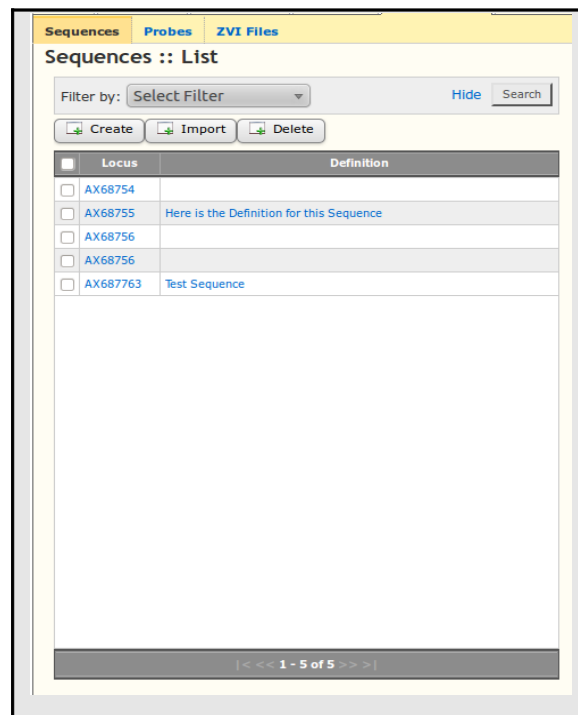 Sequences Probes ZVI Files
Sequences :: List
Filter by: Select Filter Hide Search
Create Import Delete
Locus Definition
AX68754
AX68755 Here is the Definition for this Sequence
AX68756
AX68756
AX687763 Test Sequence
|< << 1 - 5 of 5 >> >|